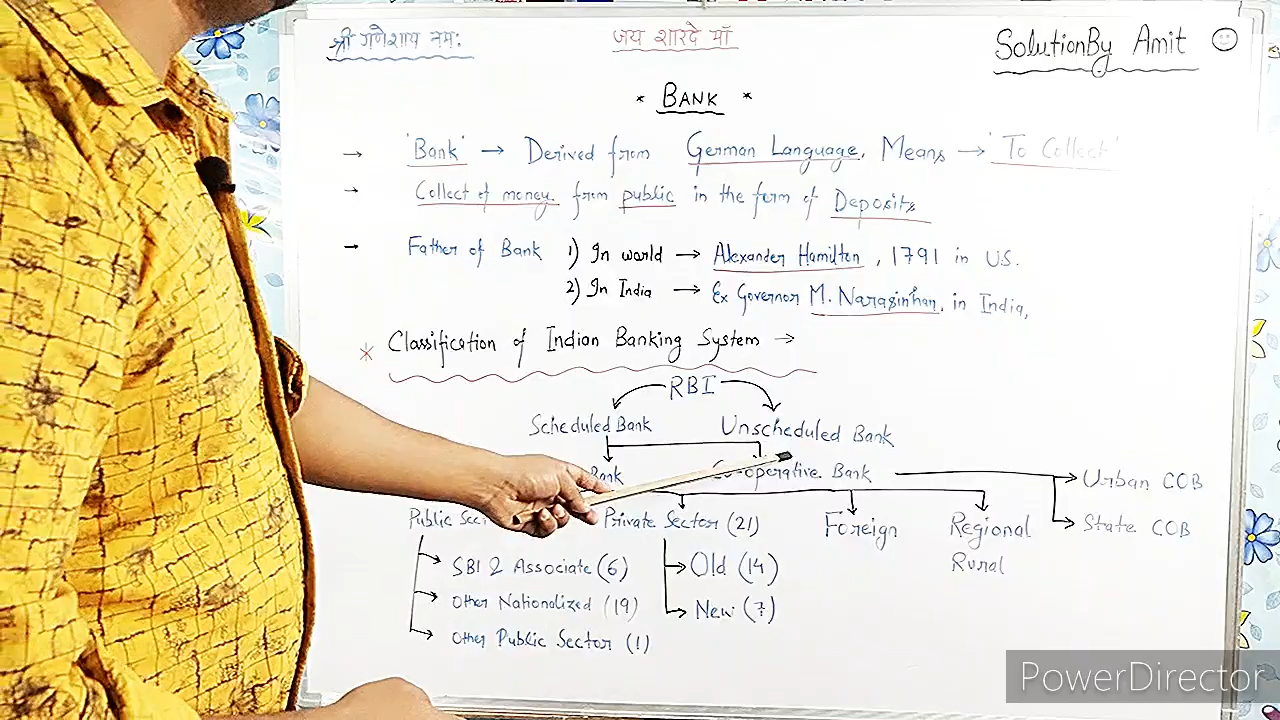 श्री गणेशाय नमः
जय शारदे माँ
SolutionBy Amit
* BANK *
→ 'Bank' → Derived from German Language, Means → 'To Collect'
→ Collect of money from public in the form of Deposits
→ Father of Bank 1) In world → Alexander Hamilton, 1791 in U.S.
2) In India → Ex Governor M. Narasinhan, in India,
* Classification of Indian Banking System →
RBI
Scheduled Bank Unscheduled Bank
Bank Co-operative Bank
Urban COB
State COB
Public Sec Private Sector (21) Foreign Regional
Rural
SBI & Associate (6)
Other Nationalized (19)
Other Public Sector (1)
Old (14)
New (7)
PowerDirector